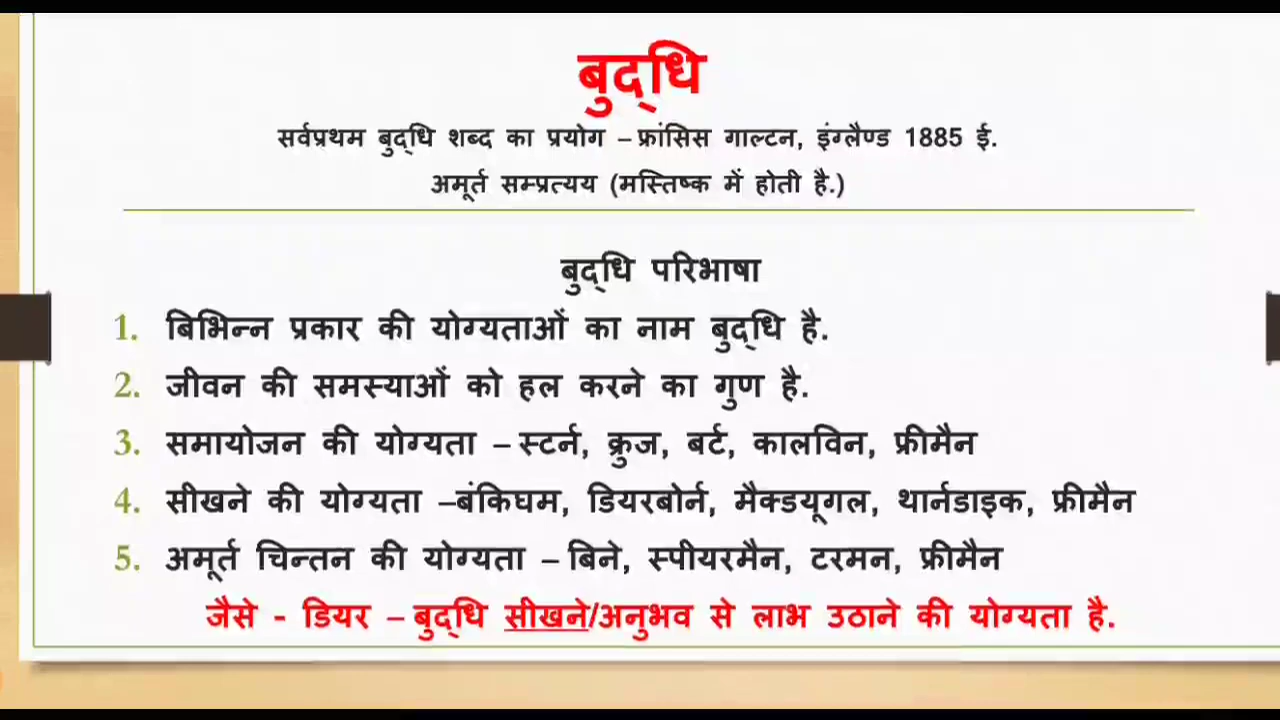 बुद्धि
सर्वप्रथम बुद्धि शब्द का प्रयोग – फ्रांसिस गाल्टन, इंग्लैण्ड 1885 ई.
अमूर्त सम्प्रत्यय (मस्तिष्क में होती है.)
बुद्धि परिभाषा
1. बिभिन्न प्रकार की योग्यताओं का नाम बुद्धि है.
2. जीवन की समस्याओं को हल करने का गुण है.
3. समायोजन की योग्यता – स्टर्न, क्रुज, बर्ट, कालविन, फ्रीमैन
4. सीखने की योग्यता –बंकिघम, डियरबोर्न, मैक्डयूगल, थार्नडाइक, फ्रीमैन
5. अमूर्त चिन्तन की योग्यता – बिने, स्पीयरमैन, टरमन, फ्रीमैन
जैसे - डियर – बुद्धि सीखने/अनुभव से लाभ उठाने की योग्यता है.